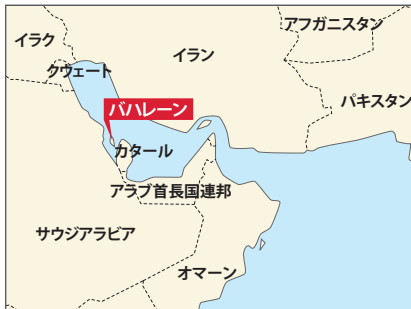 アフガニスタン
イラク
イラン
クウェート
パキスタン
バハレーン
カタール
アラブ首長国連邦
サウジアラビア
オマーン